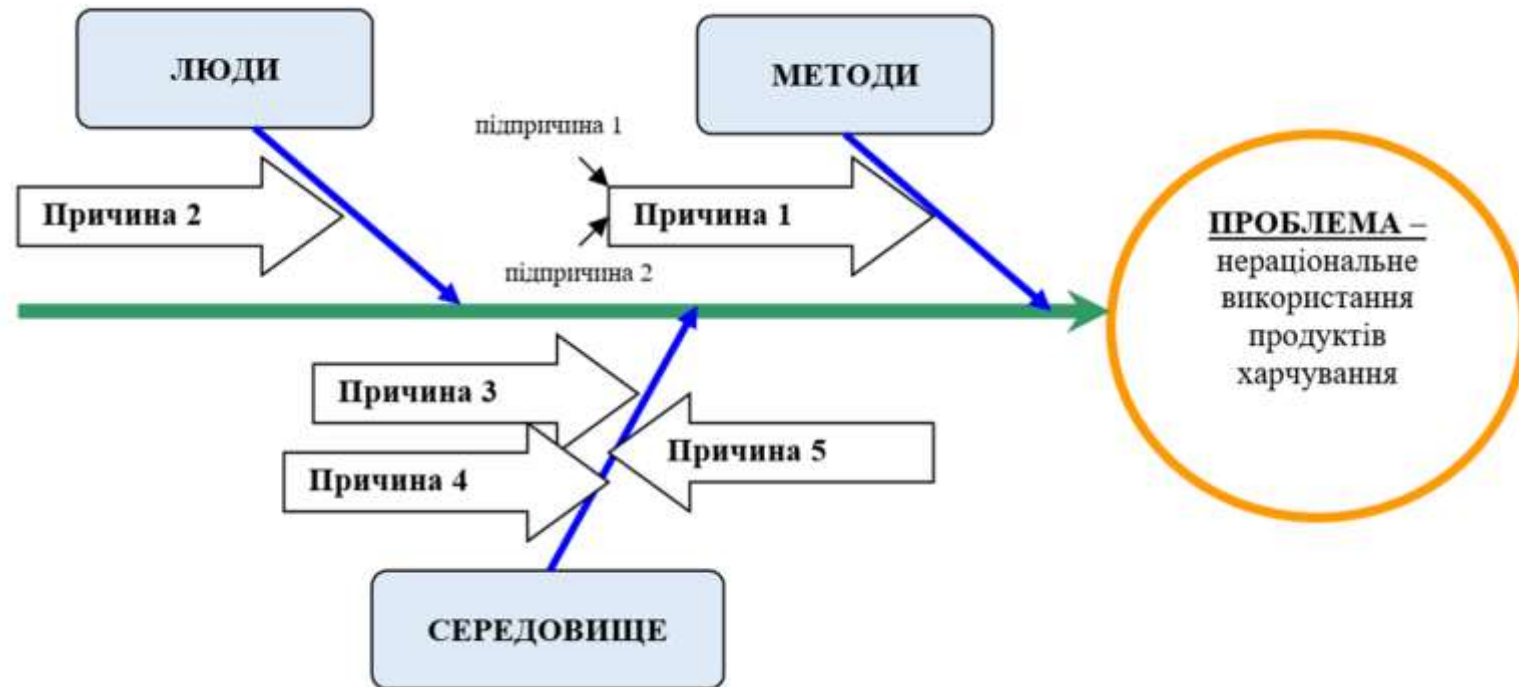 ЛЮДИ
МЕТОДИ
підпричина 1
Причина 2
Причина 1
підпричина 2
ПРОБЛЕМА –
нераціональне
використання
продуктів
харчування
Причина 3
Причина 5
Причина 4
СЕРЕДОВИЩЕ